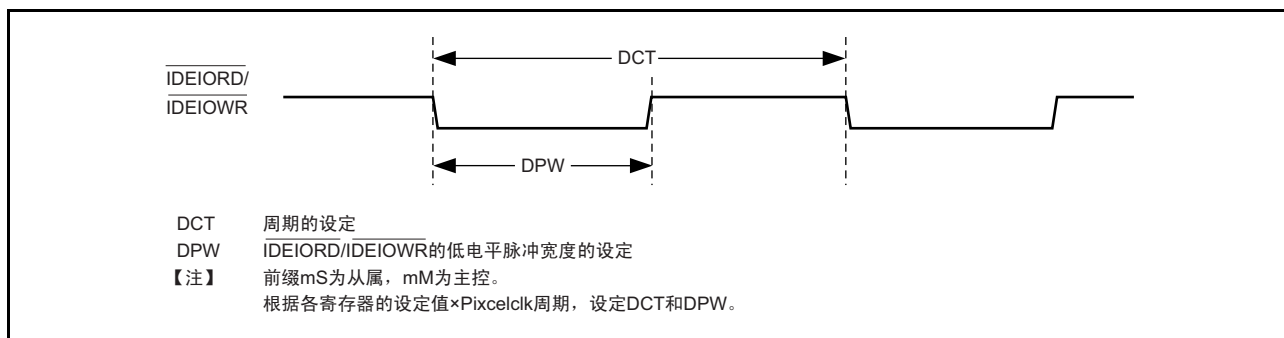 DCT
IDEIORD/
IDEIOWR
DPW
DCT 周期的设定
DPW IDEIORD/IDEIOWR的低电平脉冲宽度的设定
【注】 前缀mS为从属，mM为主控。
根据各寄存器的设定值×Pixcelclk周期，设定DCT和DPW。